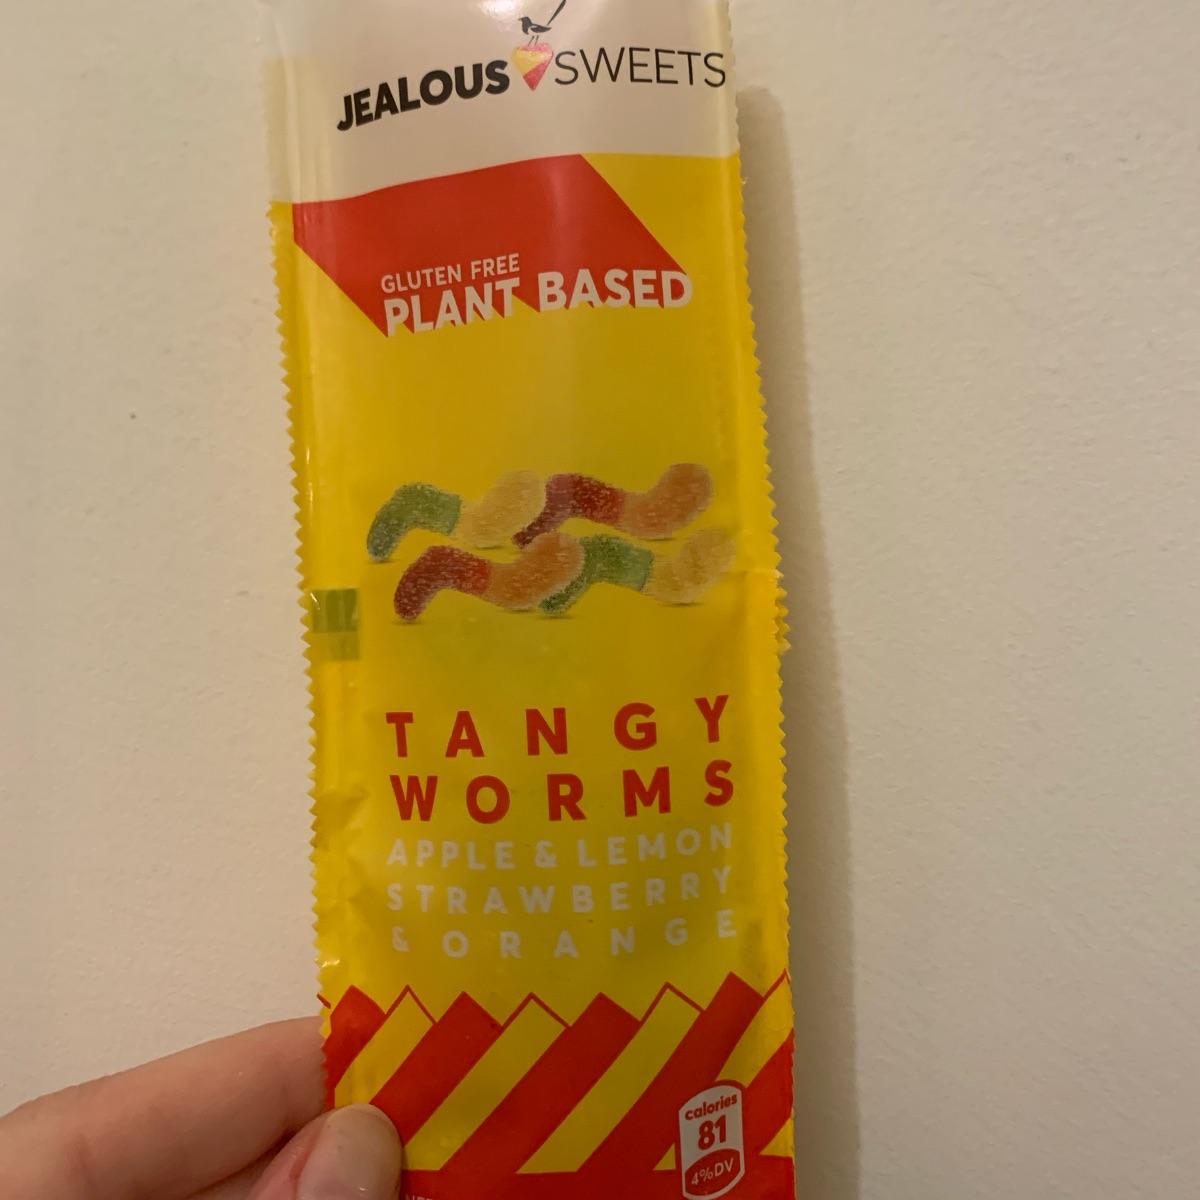 JEALOUS SWEETS
GLUTEN FREE
PLANT BASED
TANGY
WORMS
APPLE & LEMON
STRAWBERRY
& ORANGE
calories
81
4%DV